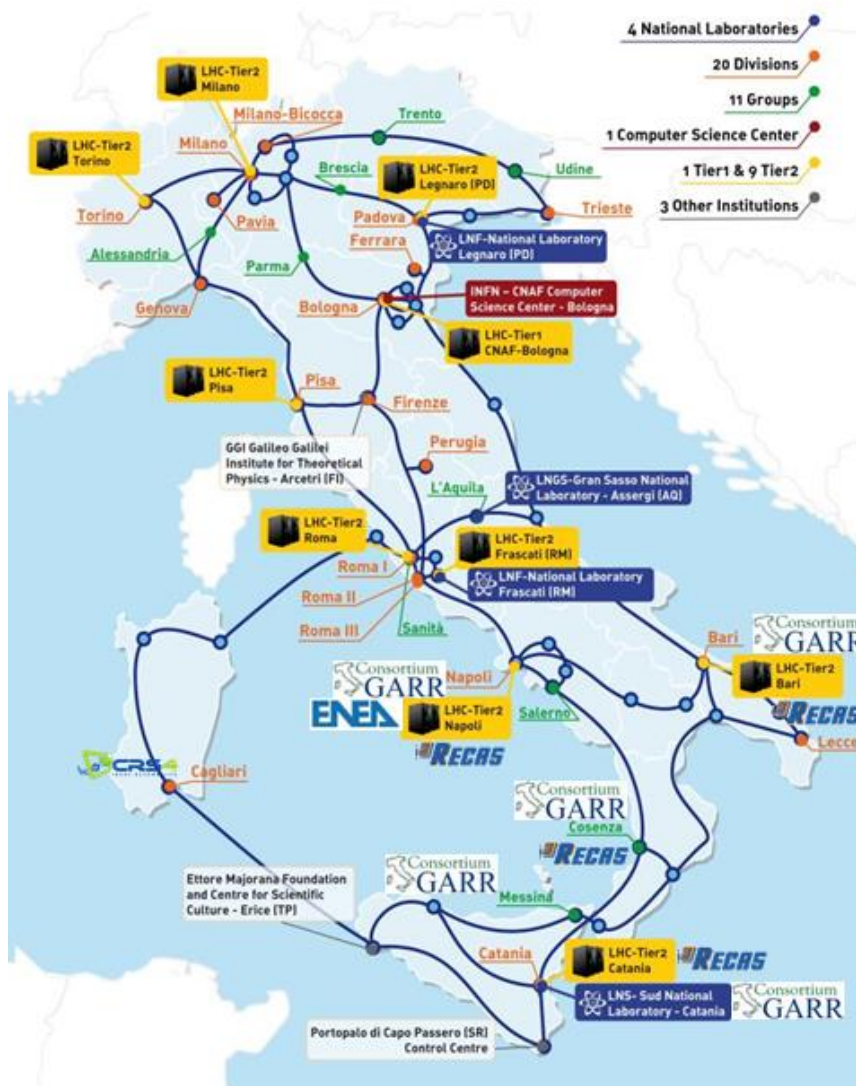 4 National Laboratories
20 Divisions
11 Groups
1 Computer Science Center
1 Tier1 & 9 Tier2
3 Other Institutions
LHC-Tier2
Milano
Milano-Bicocca
Trento
LHC-Tier2
Torino
Milano
Brescia
LHC-Tier2
Legnaro (PD)
Udine
Torino
Pavia
Padova
Trieste
Alessandria
Ferrara
LNF-National Laboratory
Legnaro (PD)
Parma
Genova
Bologna
INFN – CNAF Computer
Science Center - Bologna
LHC-Tier1
CNAF-Bologna
LHC-Tier2
Pisa
Pisa
Firenze
GGI Galileo Galilei
Institute for Theoretical
Physics - Arcetri (FI)
Perugia
L'Aquila
LNGS-Gran Sasso National
Laboratory - Assergi (AQ)
LHC-Tier2
Roma
LHC-Tier2
Frascati (RM)
Roma I
LNF-National Laboratory
Frascati (RM)
Roma II
Roma III
Sanità
Consortium
GARR
Bari
LHC-Tier2
Bari
Consortium
GARR
Napoli
ENEA
LHC-Tier2
Napoli
Salerno
RECAS
Lecce
RECAS
CRS4
Cagliari
Consortium
GARR
Cosenza
RECAS
Ettore Majorana Foundation
and Centre for Scientific
Culture - Erice (TP)
Consortium
GARR
Messina
Catania
LHC-Tier2
Catania
RECAS
LNS- Sud National
Laboratory - Catania
Consortium
GARR
Portopalo di Capo Passero (SR)
Control Centre